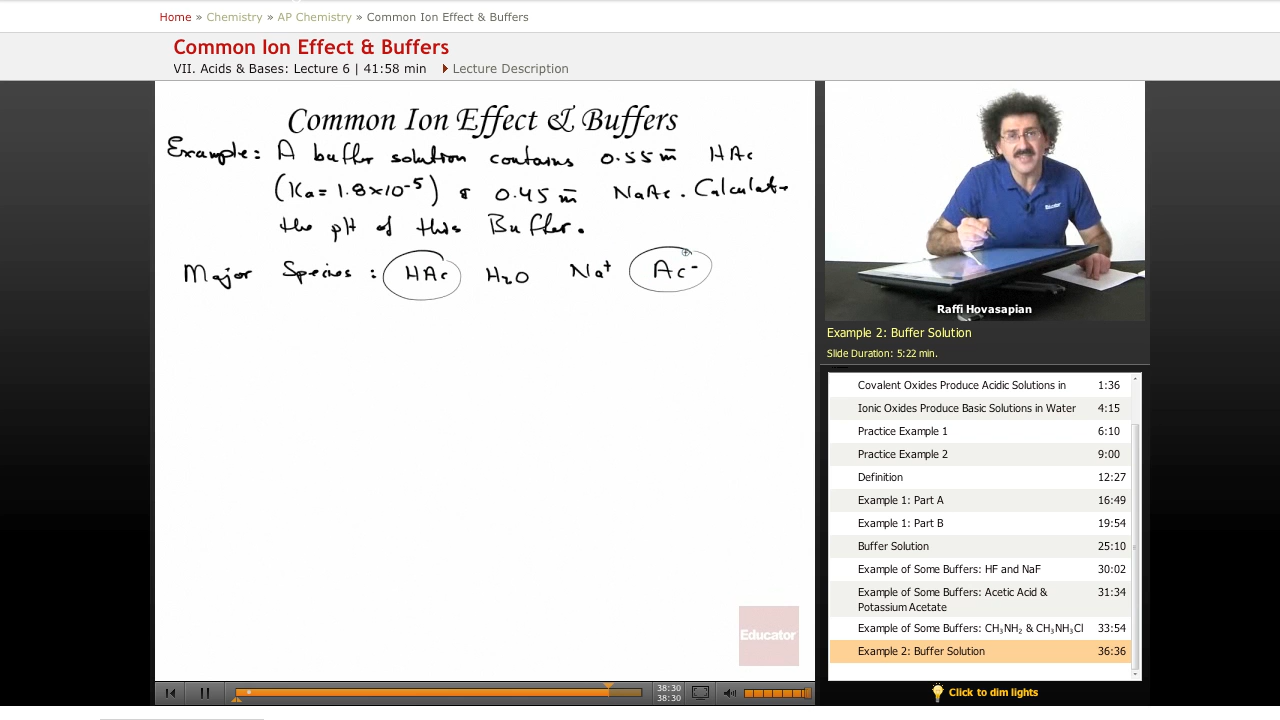 Home » Chemistry » AP Chemistry » Common Ion Effect & Buffers
Common Ion Effect & Buffers
VII. Acids & Bases: Lecture 6 | 41:58 min Lecture Description
Common Ion Effect & Buffers
Example: A buffer solution contains 0.55 m HAc
(Ka = 1.8×10⁻⁵) & 0.45 m NaAc. Calculate
the pH of this Buffer.
Major Species: HAc H₂O Na⁺ Ac⁻
Educator
38:30
38:30
Educator
Raffi Hovasapian
Example 2: Buffer Solution
Slide Duration: 5:22 min.
Covalent Oxides Produce Acidic Solutions in 1:36
Ionic Oxides Produce Basic Solutions in Water 4:15
Practice Example 1 6:10
Practice Example 2 9:00
Definition 12:27
Example 1: Part A 16:49
Example 1: Part B 19:54
Buffer Solution 25:10
Example of Some Buffers: HF and NaF 30:02
Example of Some Buffers: Acetic Acid & 31:34
Potassium Acetate
Example of Some Buffers: CH₃NH₂ & CH₃NH₃Cl 33:54
Example 2: Buffer Solution 36:36
Click to dim lights